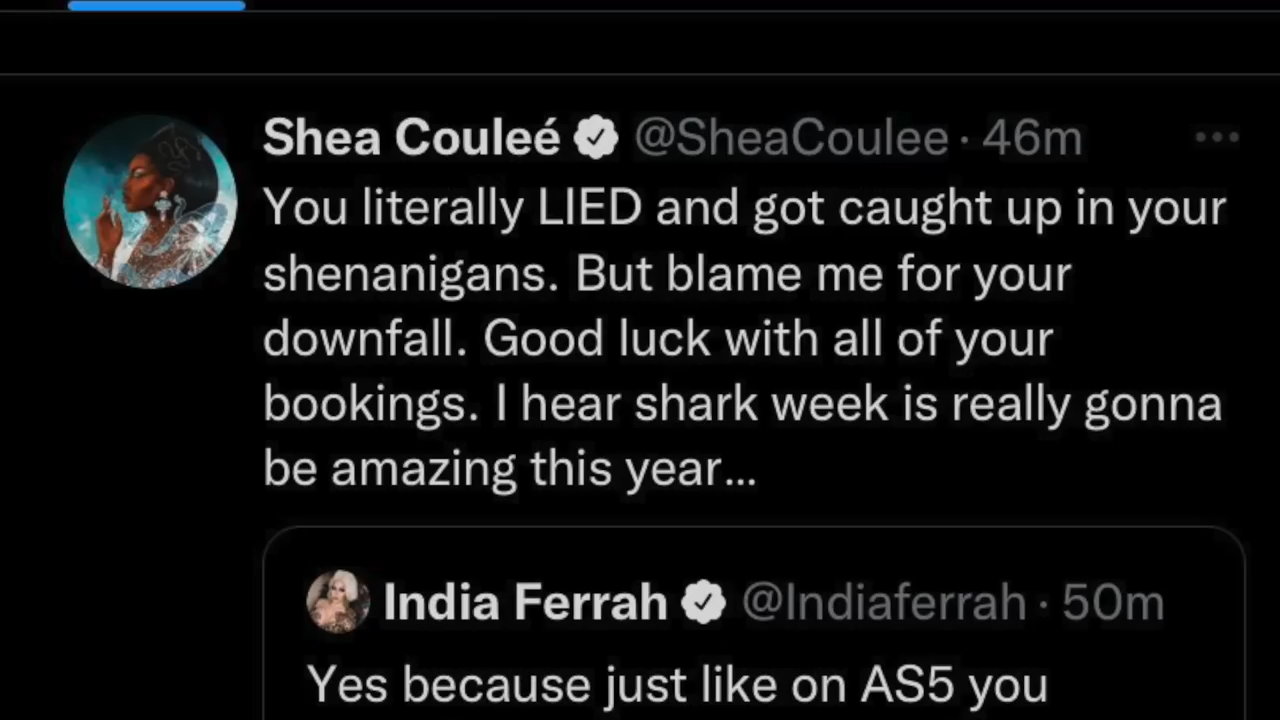 Shea Couleé @SheaCoulee · 46m
You literally LIED and got caught up in your
shenanigans. But blame me for your
downfall. Good luck with all of your
bookings. I hear shark week is really gonna
be amazing this year...
India Ferrah @Indiaferrah · 50m
Yes because just like on AS5 you